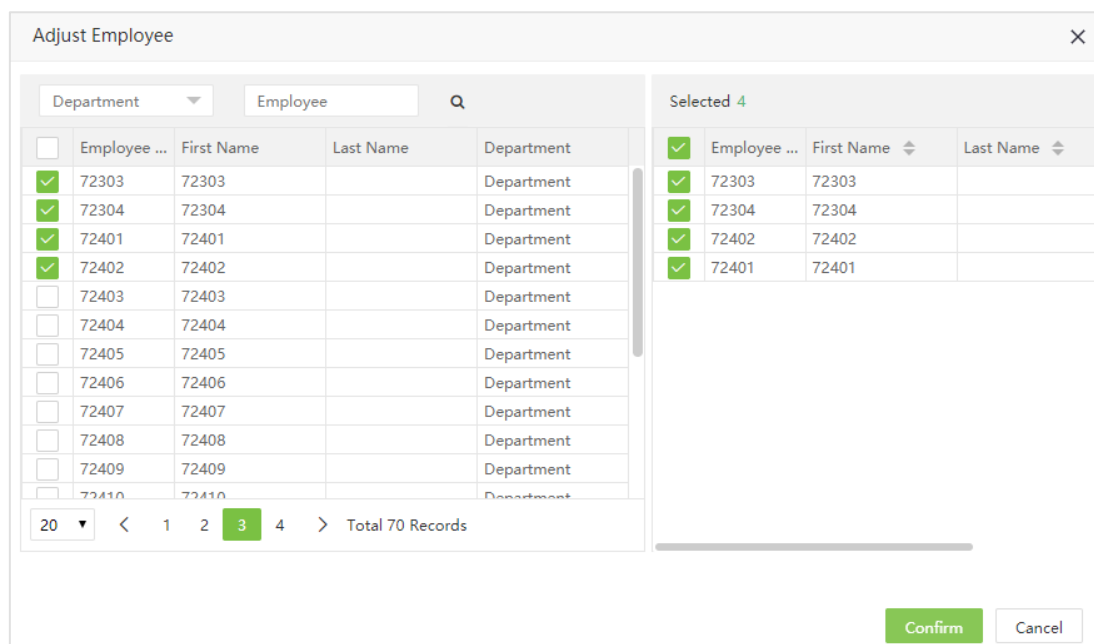 Adjust Employee
Department Employee
Employee ... First Name Last Name Department
72303 72303 Department
72304 72304 Department
72401 72401 Department
72402 72402 Department
72403 72403 Department
72404 72404 Department
72405 72405 Department
72406 72406 Department
72407 72407 Department
72408 72408 Department
72409 72409 Department
72410 72410 Department
20 1 2 3 4 Total 70 Records
Selected 4
Employee ... First Name Last Name
72303 72303
72304 72304
72402 72402
72401 72401
Confirm Cancel